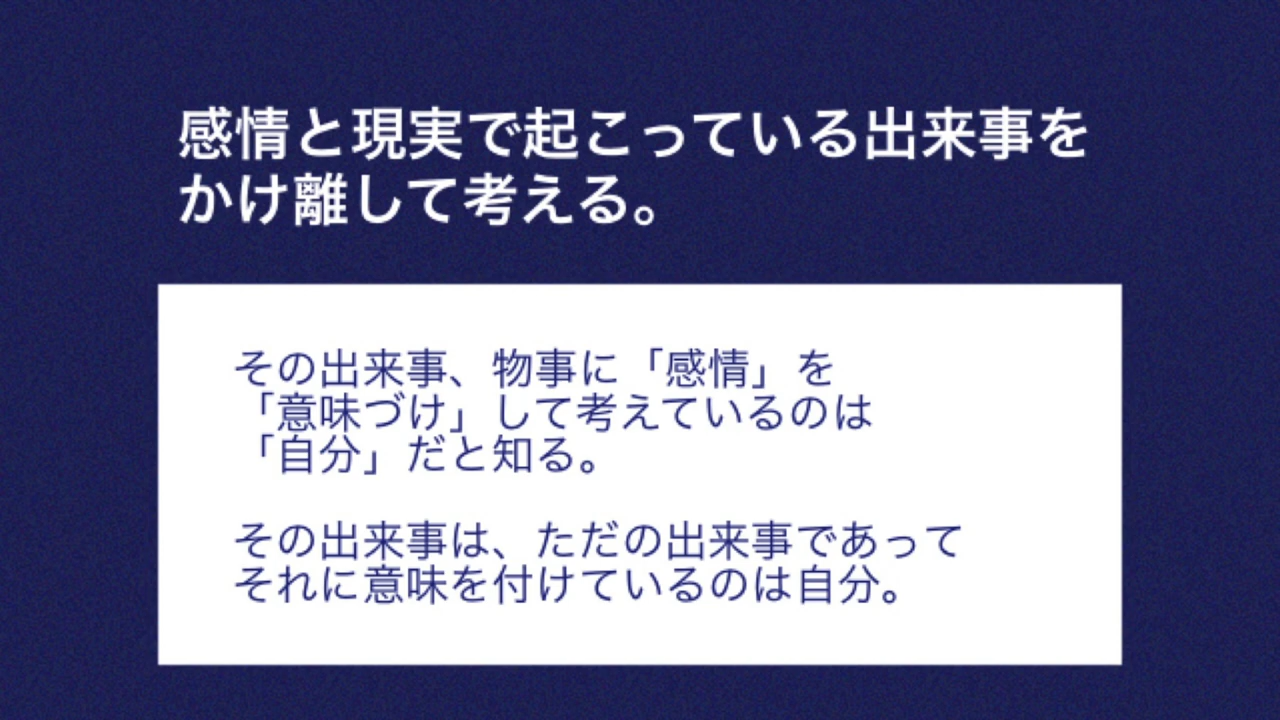 感情と現実で起こっている出来事を
かけ離して考える。
その出来事、物事に「感情」を
「意味づけ」して考えているのは
「自分」だと知る。
その出来事は、ただの出来事であって
それに意味を付けているのは自分。